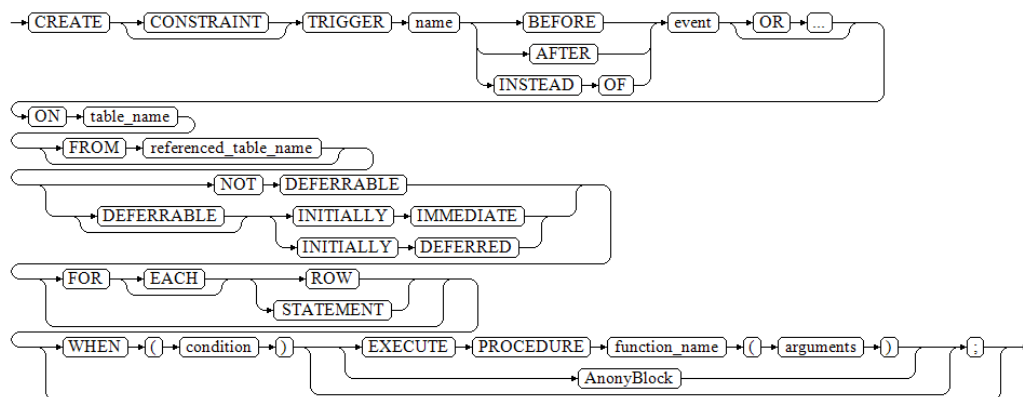 CREATE CONSTRAINT TRIGGER name BEFORE event OR ...
AFTER
INSTEAD OF
ON table_name
FROM referenced_table_name
NOT DEFERRABLE
DEFERRABLE INITIALLY IMMEDIATE
INITIALLY DEFERRED
FOR EACH ROW
STATEMENT
WHEN ( condition ) EXECUTE PROCEDURE function_name ( arguments ) ;
AnonyBlock